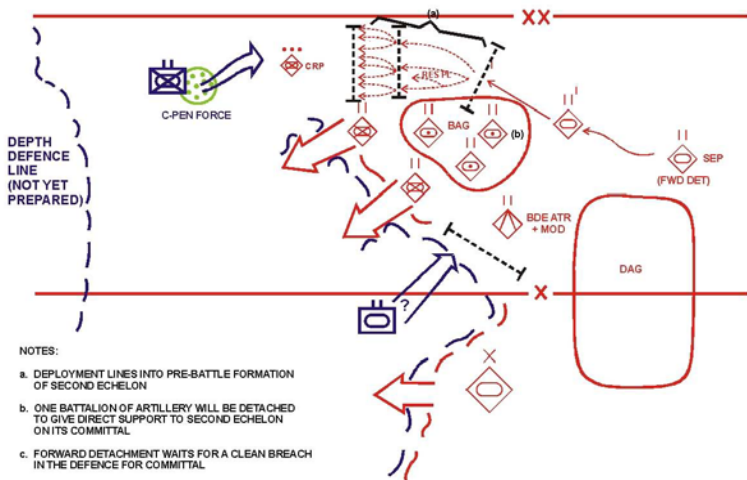 (a)
XX
CRP
RES PL
C-PEN FORCE
DEPTH
DEFENCE
LINE
(NOT YET
PREPARED)
BAG
(b)
I
SEP
(FWD DET)
BDE ATR
+ MOD
DAG
X
?
X
NOTES:
a. DEPLOYMENT LINES INTO PRE-BATTLE FORMATION
OF SECOND ECHELON
b. ONE BATTALION OF ARTILLERY WILL BE DETACHED
TO GIVE DIRECT SUPPORT TO SECOND ECHELON
ON ITS COMMITTAL
c. FORWARD DETACHMENT WAITS FOR A CLEAN BREACH
IN THE DEFENCE FOR COMMITTAL